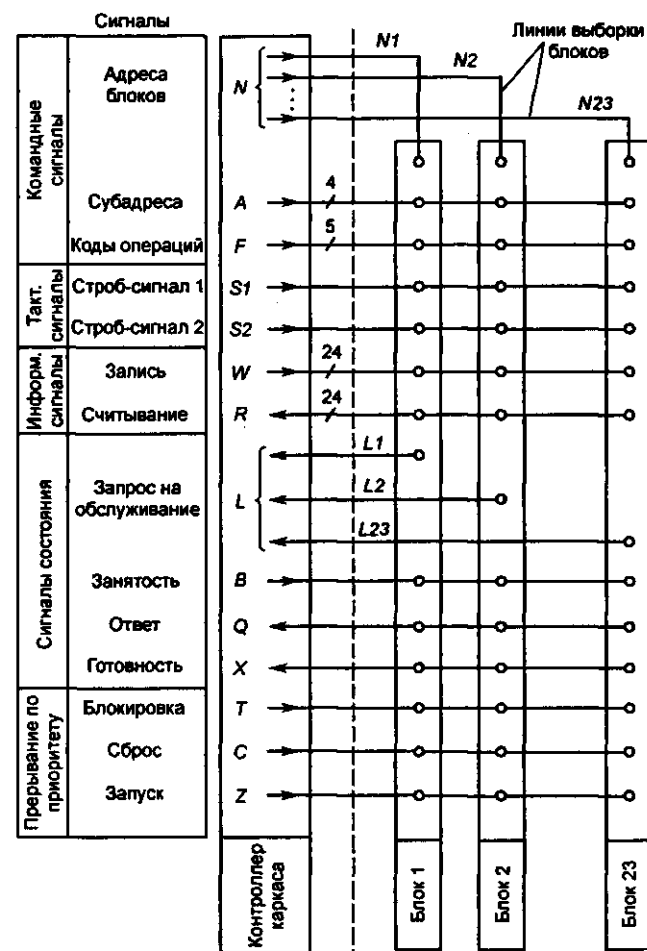 Сигналы
Командные
сигналы
Адреса
блоков
N
N1
N2
N23
Линии выборки
блоков
Субадреса
A
4
Коды операций
F
5
Такт.
сигналы
Строб-сигнал 1
S1
Строб-сигнал 2
S2
Информ.
сигналы
Запись
W
24
Считывание
R
24
Сигналы состояния
Запрос на
обслуживание
L
L1
L2
L23
Занятость
B
Ответ
Q
Готовность
X
Прерывание по
приоритету
Блокировка
T
Сброс
C
Запуск
Z
Контроллер
каркаса
Блок 1
Блок 2
Блок 23